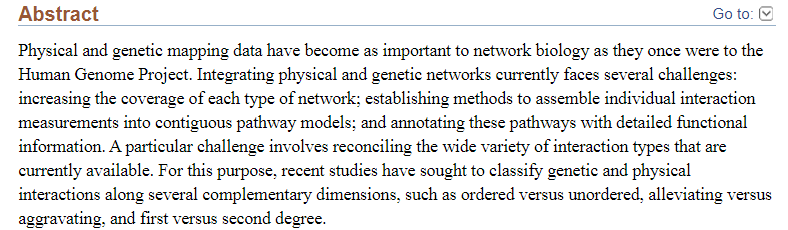 Abstract
Go to:
Physical and genetic mapping data have become as important to network biology as they once were to the
Human Genome Project. Integrating physical and genetic networks currently faces several challenges:
increasing the coverage of each type of network; establishing methods to assemble individual interaction
measurements into contiguous pathway models; and annotating these pathways with detailed functional
information. A particular challenge involves reconciling the wide variety of interaction types that are
currently available. For this purpose, recent studies have sought to classify genetic and physical
interactions along several complementary dimensions, such as ordered versus unordered, alleviating versus
aggravating, and first versus second degree.